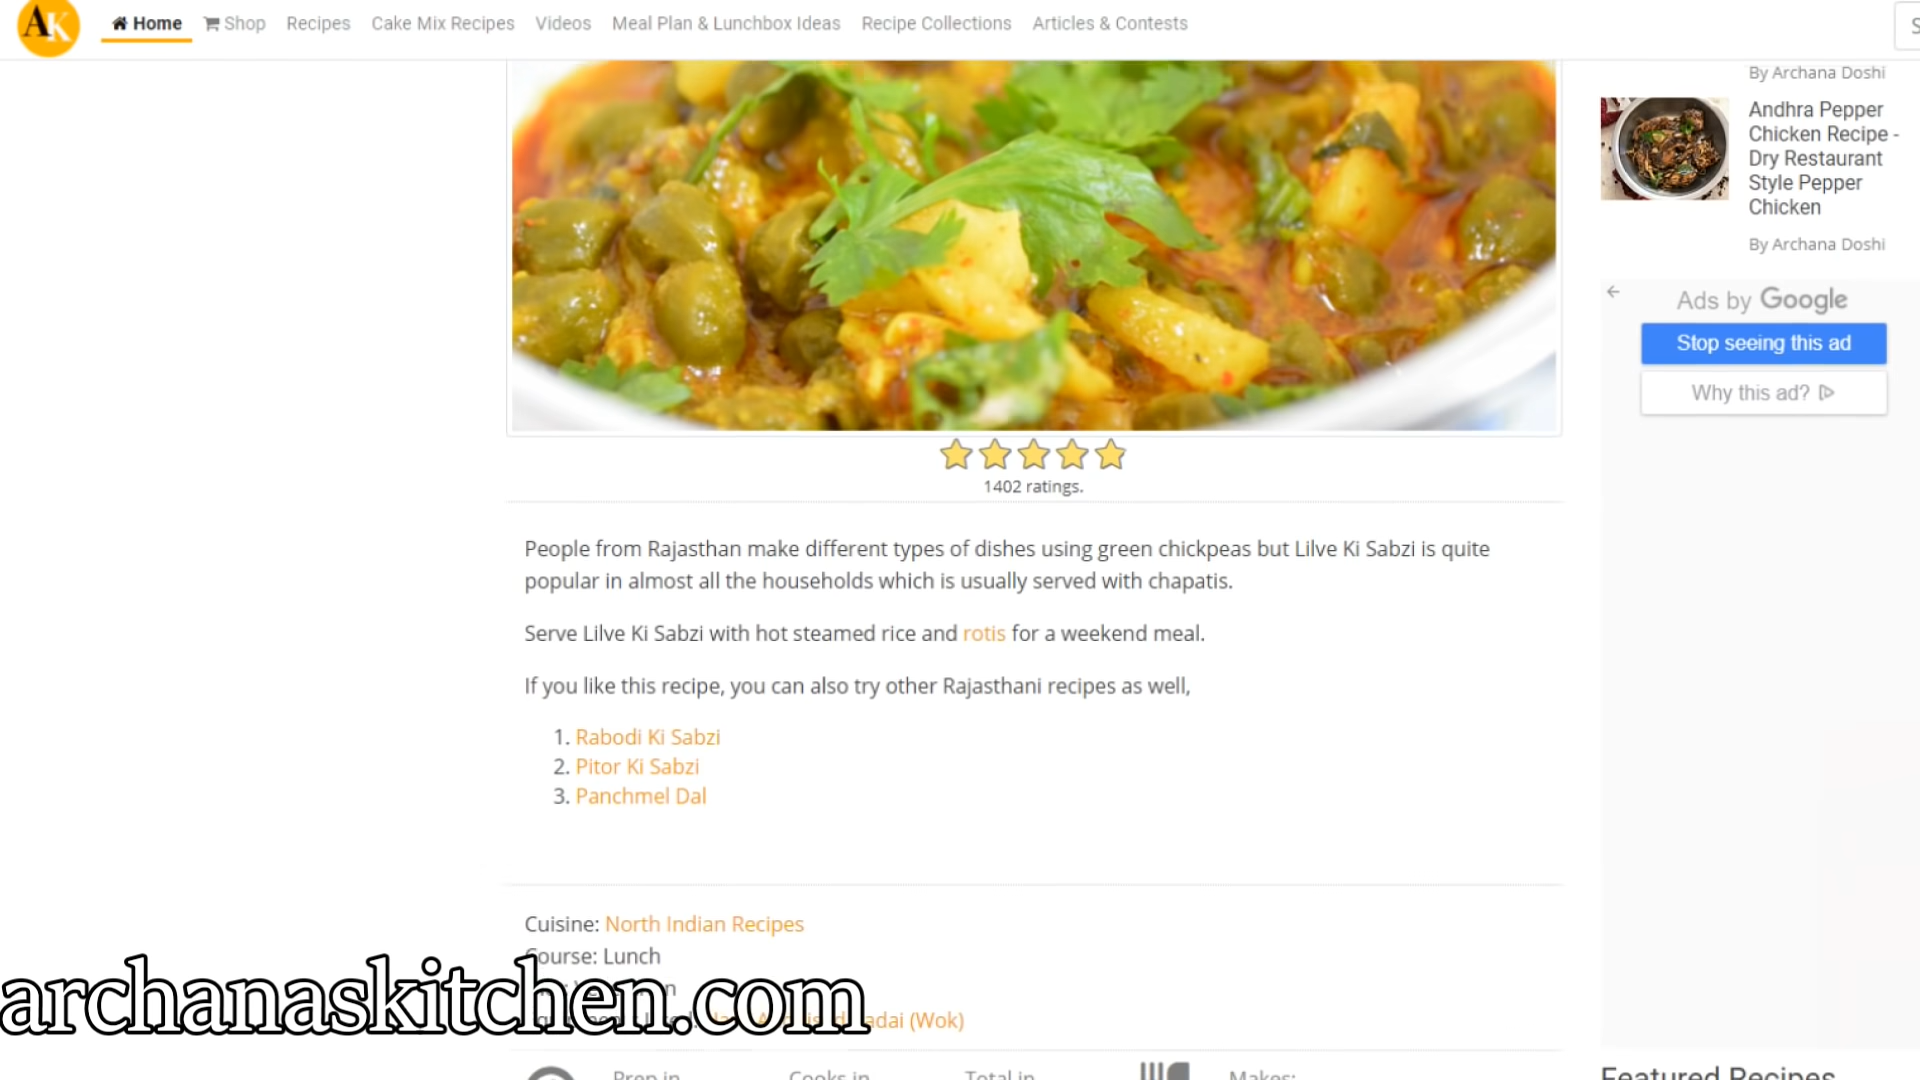 AK
Home Shop Recipes Cake Mix Recipes Videos Meal Plan & Lunchbox Ideas Recipe Collections Articles & Contests
By Archana Doshi
Andhra Pepper
Chicken Recipe -
Dry Restaurant
Style Pepper
Chicken
By Archana Doshi
Ads by Google
Stop seeing this ad
Why this ad?
1402 ratings.
People from Rajasthan make different types of dishes using green chickpeas but Lilve Ki Sabzi is quite
popular in almost all the households which is usually served with chapatis.
Serve Lilve Ki Sabzi with hot steamed rice and rotis for a weekend meal.
If you like this recipe, you can also try other Rajasthani recipes as well,
1. Rabodi Ki Sabzi
2. Pitor Ki Sabzi
3. Panchmel Dal
Cuisine: North Indian Recipes
Course: Lunch
archanaskitchen.com
(Wok)
Prep in Cooks in Total in Makes:
Featured Recipes